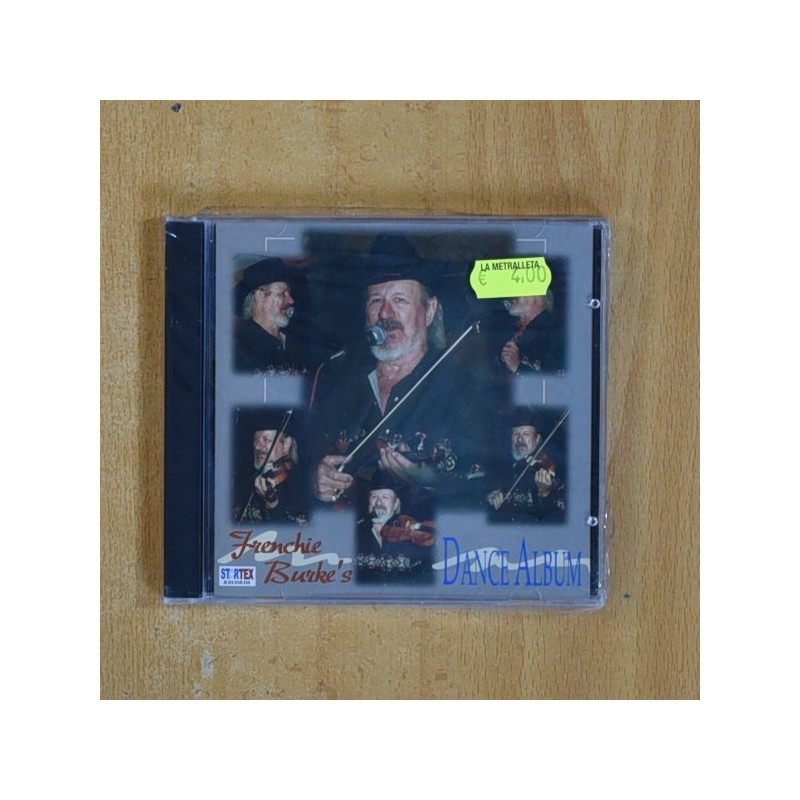 LA METRALLETA
€ 4,00
Frenchie
Burke's
STARTEX
DANCE ALBUM